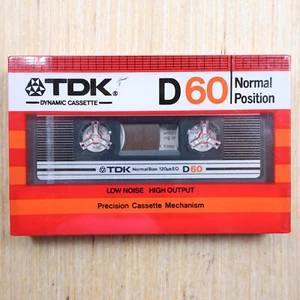 TDK
DYNAMIC CASSETTE
D60
Normal
Position
TDK Normal Bias 120μs EQ D60
LOW NOISE HIGH OUTPUT
Precision Cassette Mechanism